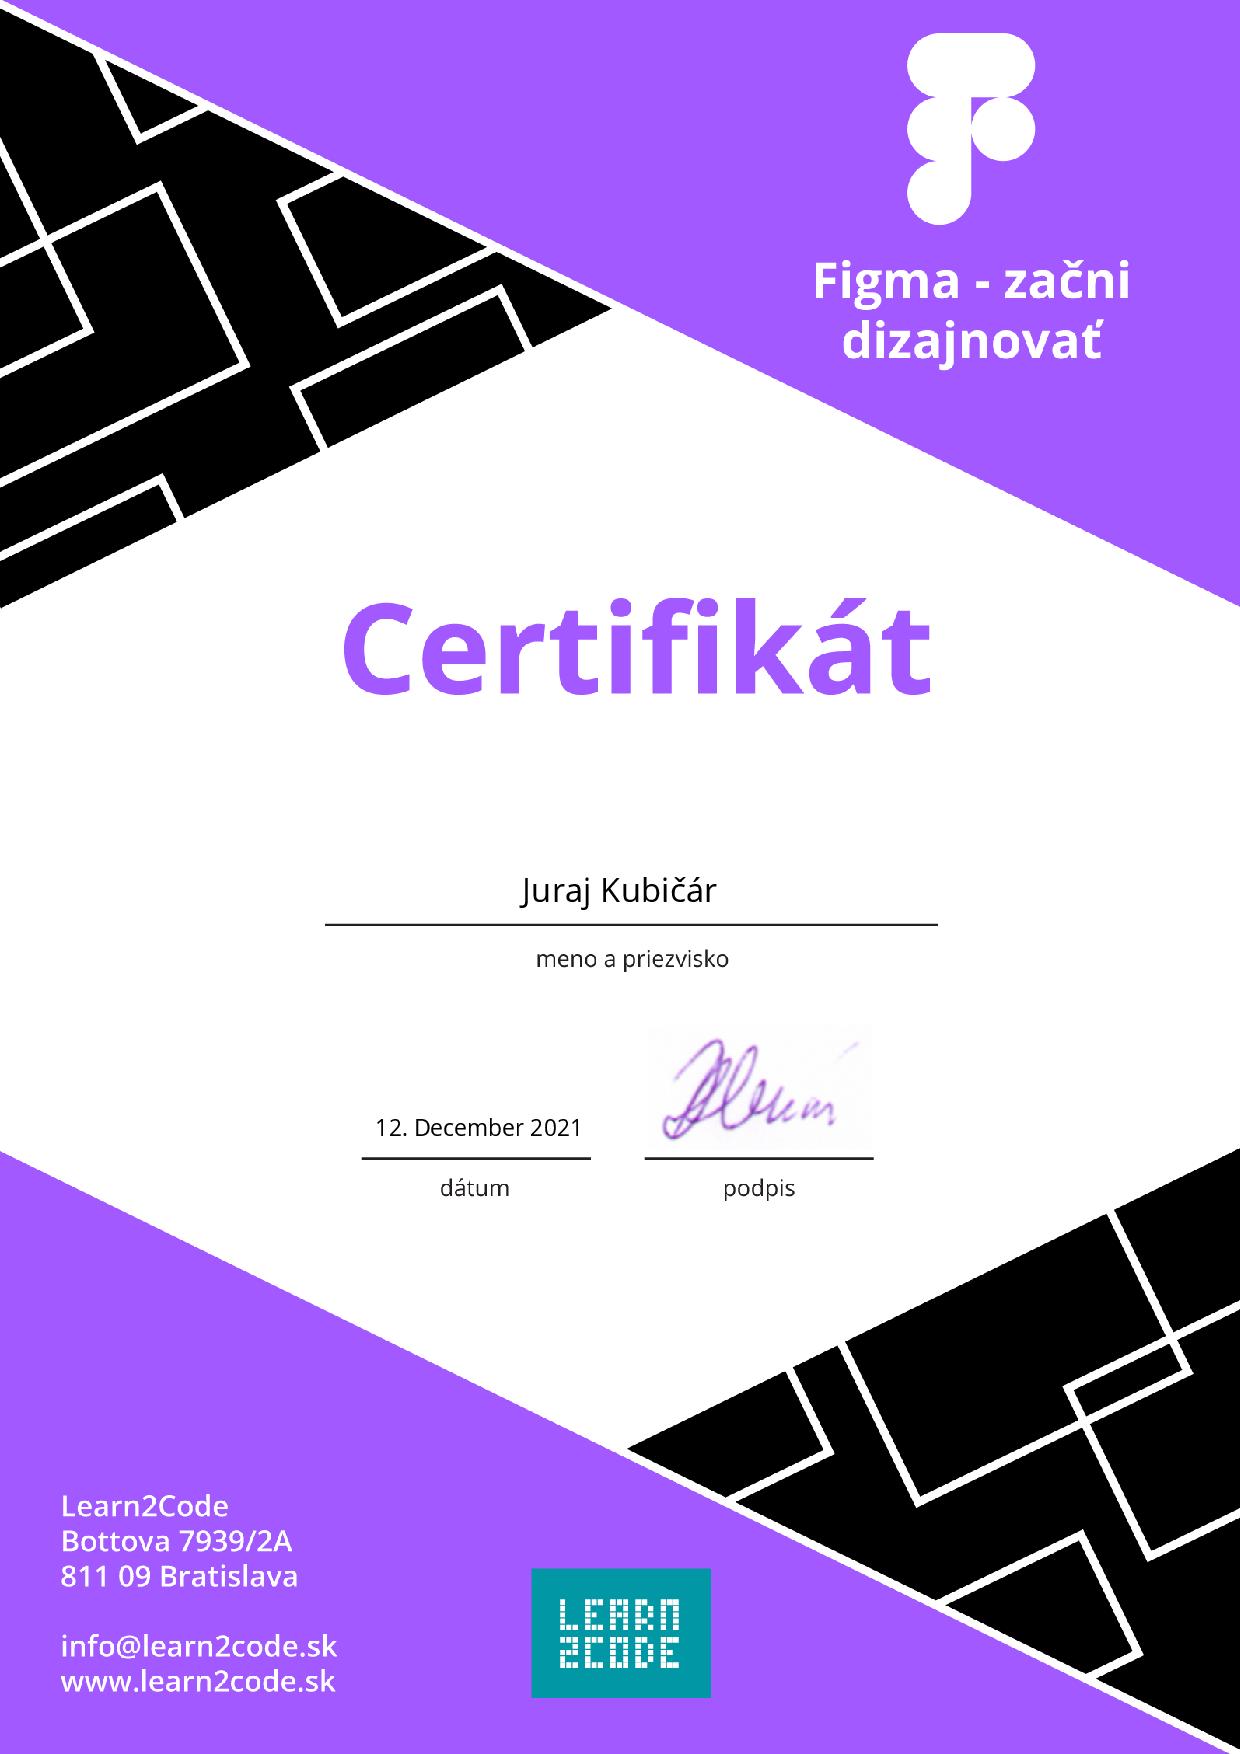 Figma - začni
dizajnovať
Certifikát
Juraj Kubičár
meno a priezvisko
12. December 2021
dátum
podpis
Learn2Code
Bottova 7939/2A
811 09 Bratislava
info@learn2code.sk
www.learn2code.sk
LEARN
2CODE